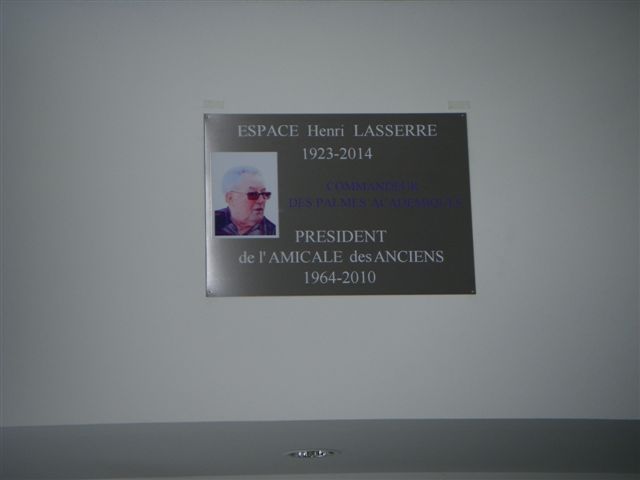 ESPACE Henri LASSERRE
1923-2014
COMMANDEUR
DES PALMES ACADEMIQUES
PRESIDENT
de l'AMICALE des ANCIENS
1964-2010